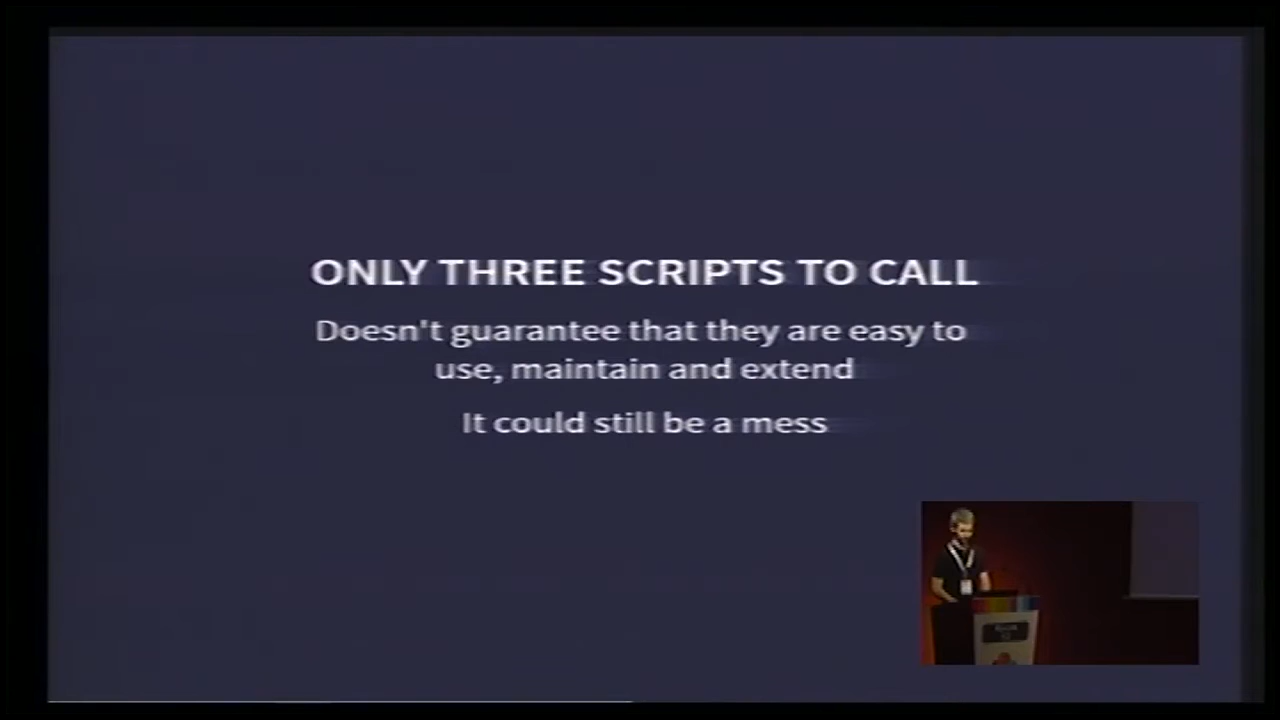 ONLY THREE SCRIPTS TO CALL
Doesn't guarantee that they are easy to
use, maintain and extend
It could still be a mess